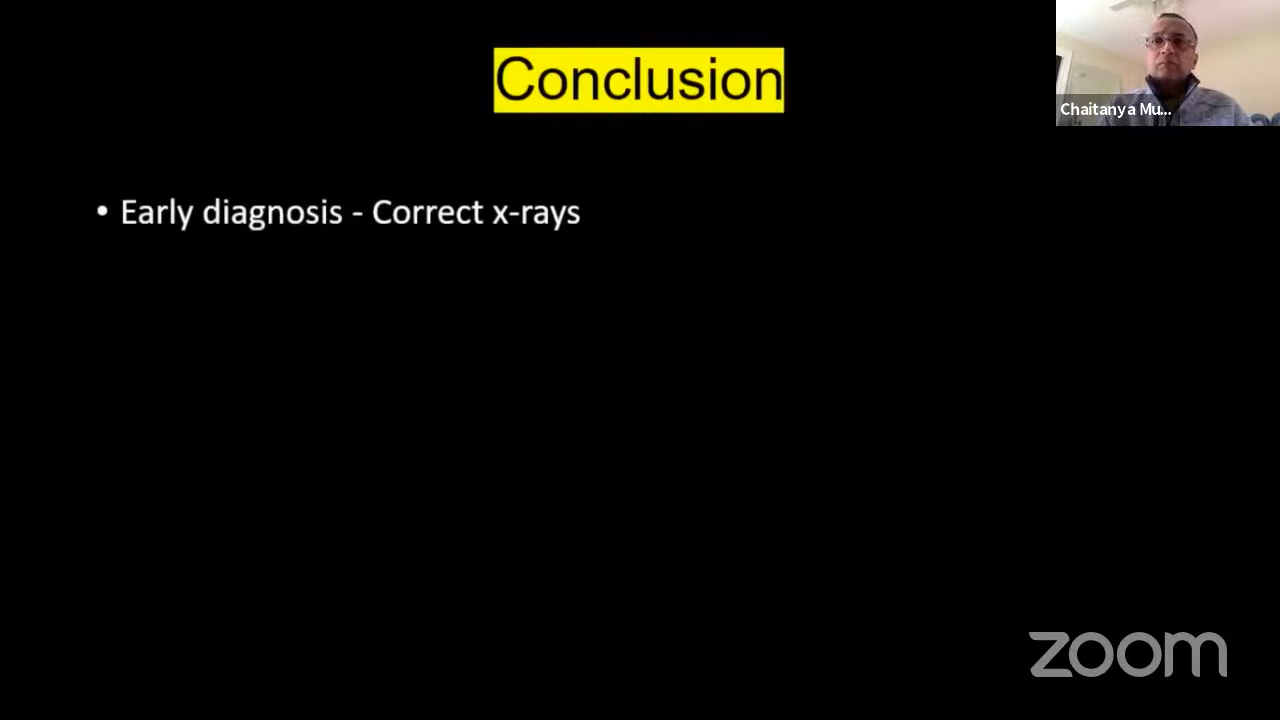 Conclusion
Chaitanya Mu...
• Early diagnosis - Correct x-rays
zoom